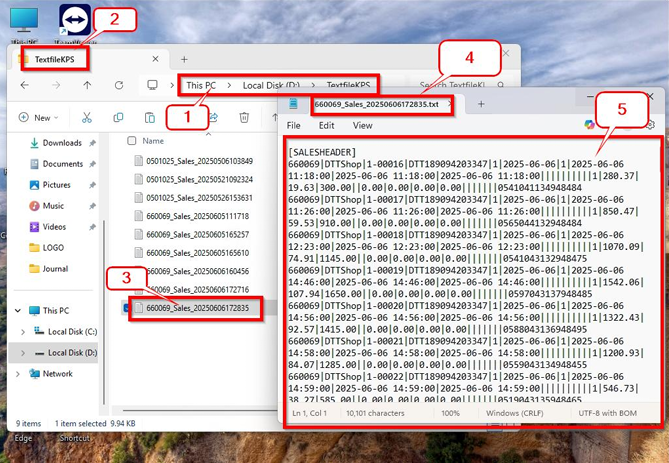 2
TextfileKPS
4
This PC
Local Disk (D:)
TextfileKPS
Search TextfileKI
1
660069_Sales_20250606172835.txt
5
New
File
Edit
View
Name
Downloads
Documents
Pictures
Music
Videos
LOGO
Journal
This PC
Local Disk (C:)
Local Disk (D:)
Network
0501025_Sales_20250506103849
0501025_Sales_20250521092324
0501025_Sales_20250526153631
660069_Sales_20250605111718
660069_Sales_20250605165257
660069_Sales_20250605165610
660069_Sales_20250606160456
3
660069_Sales_20250606172716
660069_Sales_20250606172835
[SALESHEADER]
660069|DTTShop|1-00016|DTT189094203347|1|2025-06-06|1|2025-06-06
11:18:00|2025-06-06 11:18:00|2025-06-06 11:18:00||||||||||1|280.37|
19.63|300.00||0.00|0.00|0.00|0.00|||||||0541041134948484
660069|DTTShop|1-00017|DTT189094203347|1|2025-06-06|1|2025-06-06
11:26:00|2025-06-06 11:26:00|2025-06-06 11:26:00||||||||||1|850.47|
59.53|910.00||0.00|0.00|0.00|0.00|||||||0565044132948484
660069|DTTShop|1-00018|DTT189094203347|1|2025-06-06|1|2025-06-06
12:23:00|2025-06-06 12:23:00|2025-06-06 12:23:00||||||||||1|1070.09|
74.91|1145.00||0.00|0.00|0.00|0.00|||||||0541043132948475
660069|DTTShop|1-00019|DTT189094203347|1|2025-06-06|1|2025-06-06
14:46:00|2025-06-06 14:46:00|2025-06-06 14:46:00||||||||||1|1542.06|
107.94|1650.00||0.00|0.00|0.00|0.00|||||||0597043137948485
660069|DTTShop|1-00020|DTT189094203347|1|2025-06-06|1|2025-06-06
14:56:00|2025-06-06 14:56:00|2025-06-06 14:56:00||||||||||1|1322.43|
92.57|1415.00||0.00|0.00|0.00|0.00|||||||0588043136948495
660069|DTTShop|1-00021|DTT189094203347|1|2025-06-06|1|2025-06-06
14:58:00|2025-06-06 14:58:00|2025-06-06 14:58:00||||||||||1|1200.93|
84.07|1285.00||0.00|0.00|0.00|0.00|||||||0559043134948495
660069|DTTShop|1-00022|DTT189094203347|1|2025-06-06|1|2025-06-06
14:59:00|2025-06-06 14:59:00|2025-06-06 14:59:00||||||||||1|546.73|
38.27|585.00||0.00|0.00|0.00|0.00|||||||0519043133948495
9 items
1 item selected 9.94 KB
Ln 1, Col 1
10,101 characters
100%
Windows (CRLF)
UTF-8 with BOM
Edge
Shortcut